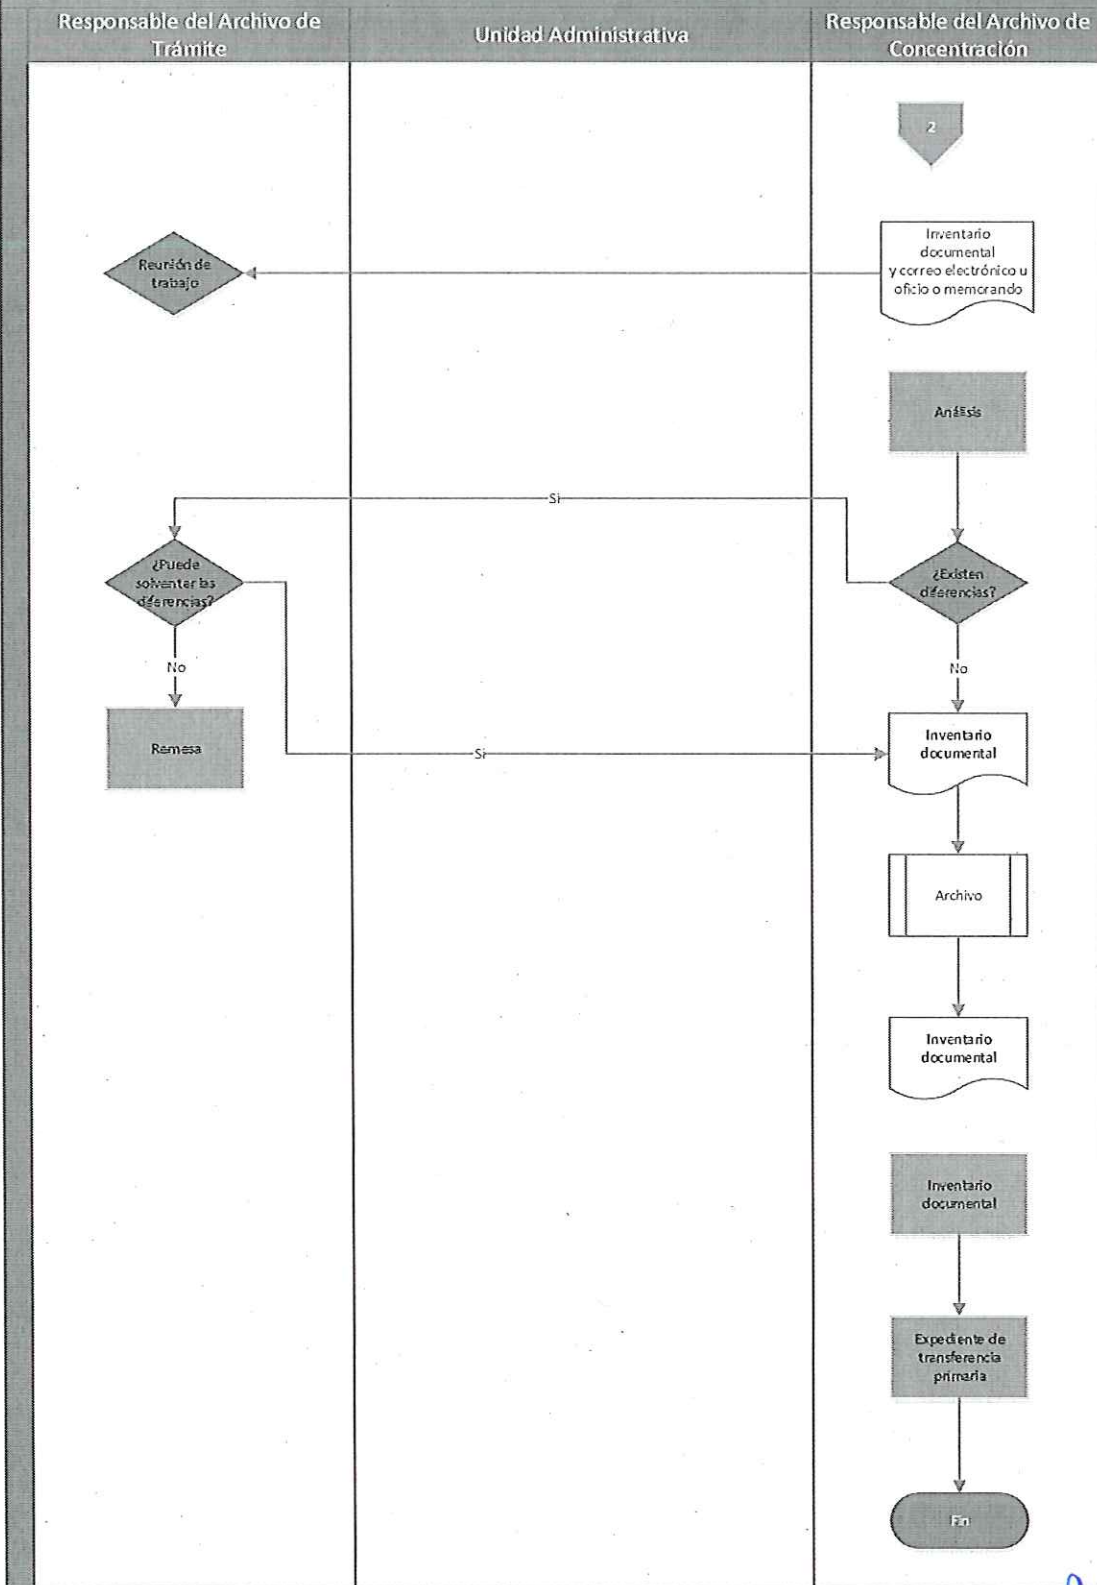 Responsable del Archivo de
Trámite
Unidad Administrativa
Responsable del Archivo de
Concentración
2
Reunión de
trabajo
Inventario
documental
y correo electrónico u
oficio o memorando
Análisis
Si
¿Puede
solventar las
diferencias?
¿Existen
diferencias?
No
No
Remesa
Si
Inventario
documental
Archivo
Inventario
documental
Inventario
documental
Expediente de
transferencia
primaria
Fin